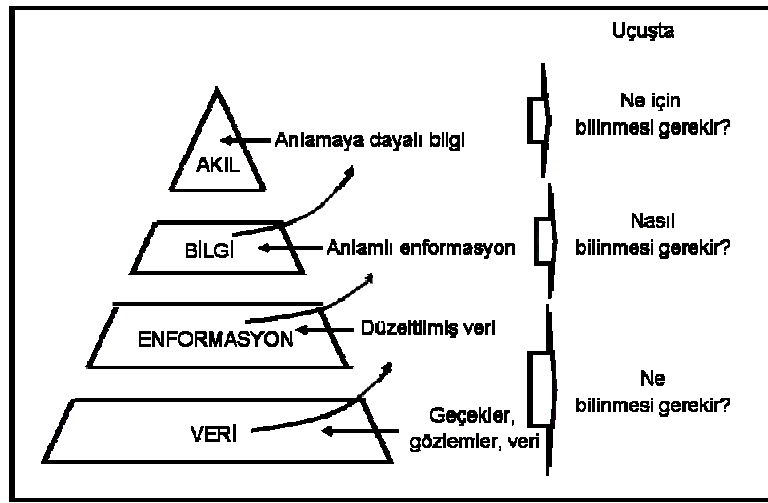 Uçuşta
Ne için
bilinmesi gerekir?
Anlamaya dayalı bilgi
AKIL
Nasıl
bilinmesi gerekir?
BİLGİ
Anlamlı enformasyon
Düzeltilmiş veri
ENFORMASYON
Ne
bilinmesi gerekir?
Geçekler,
gözlemler, veri
VERİ